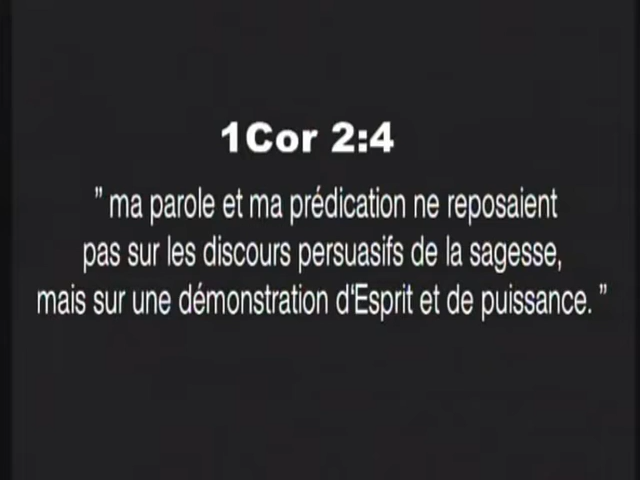 1Cor 2:4
” ma parole et ma prédication ne reposaient
pas sur les discours persuasifs de la sagesse,
mais sur une démonstration d‘Esprit et de puissance. ”